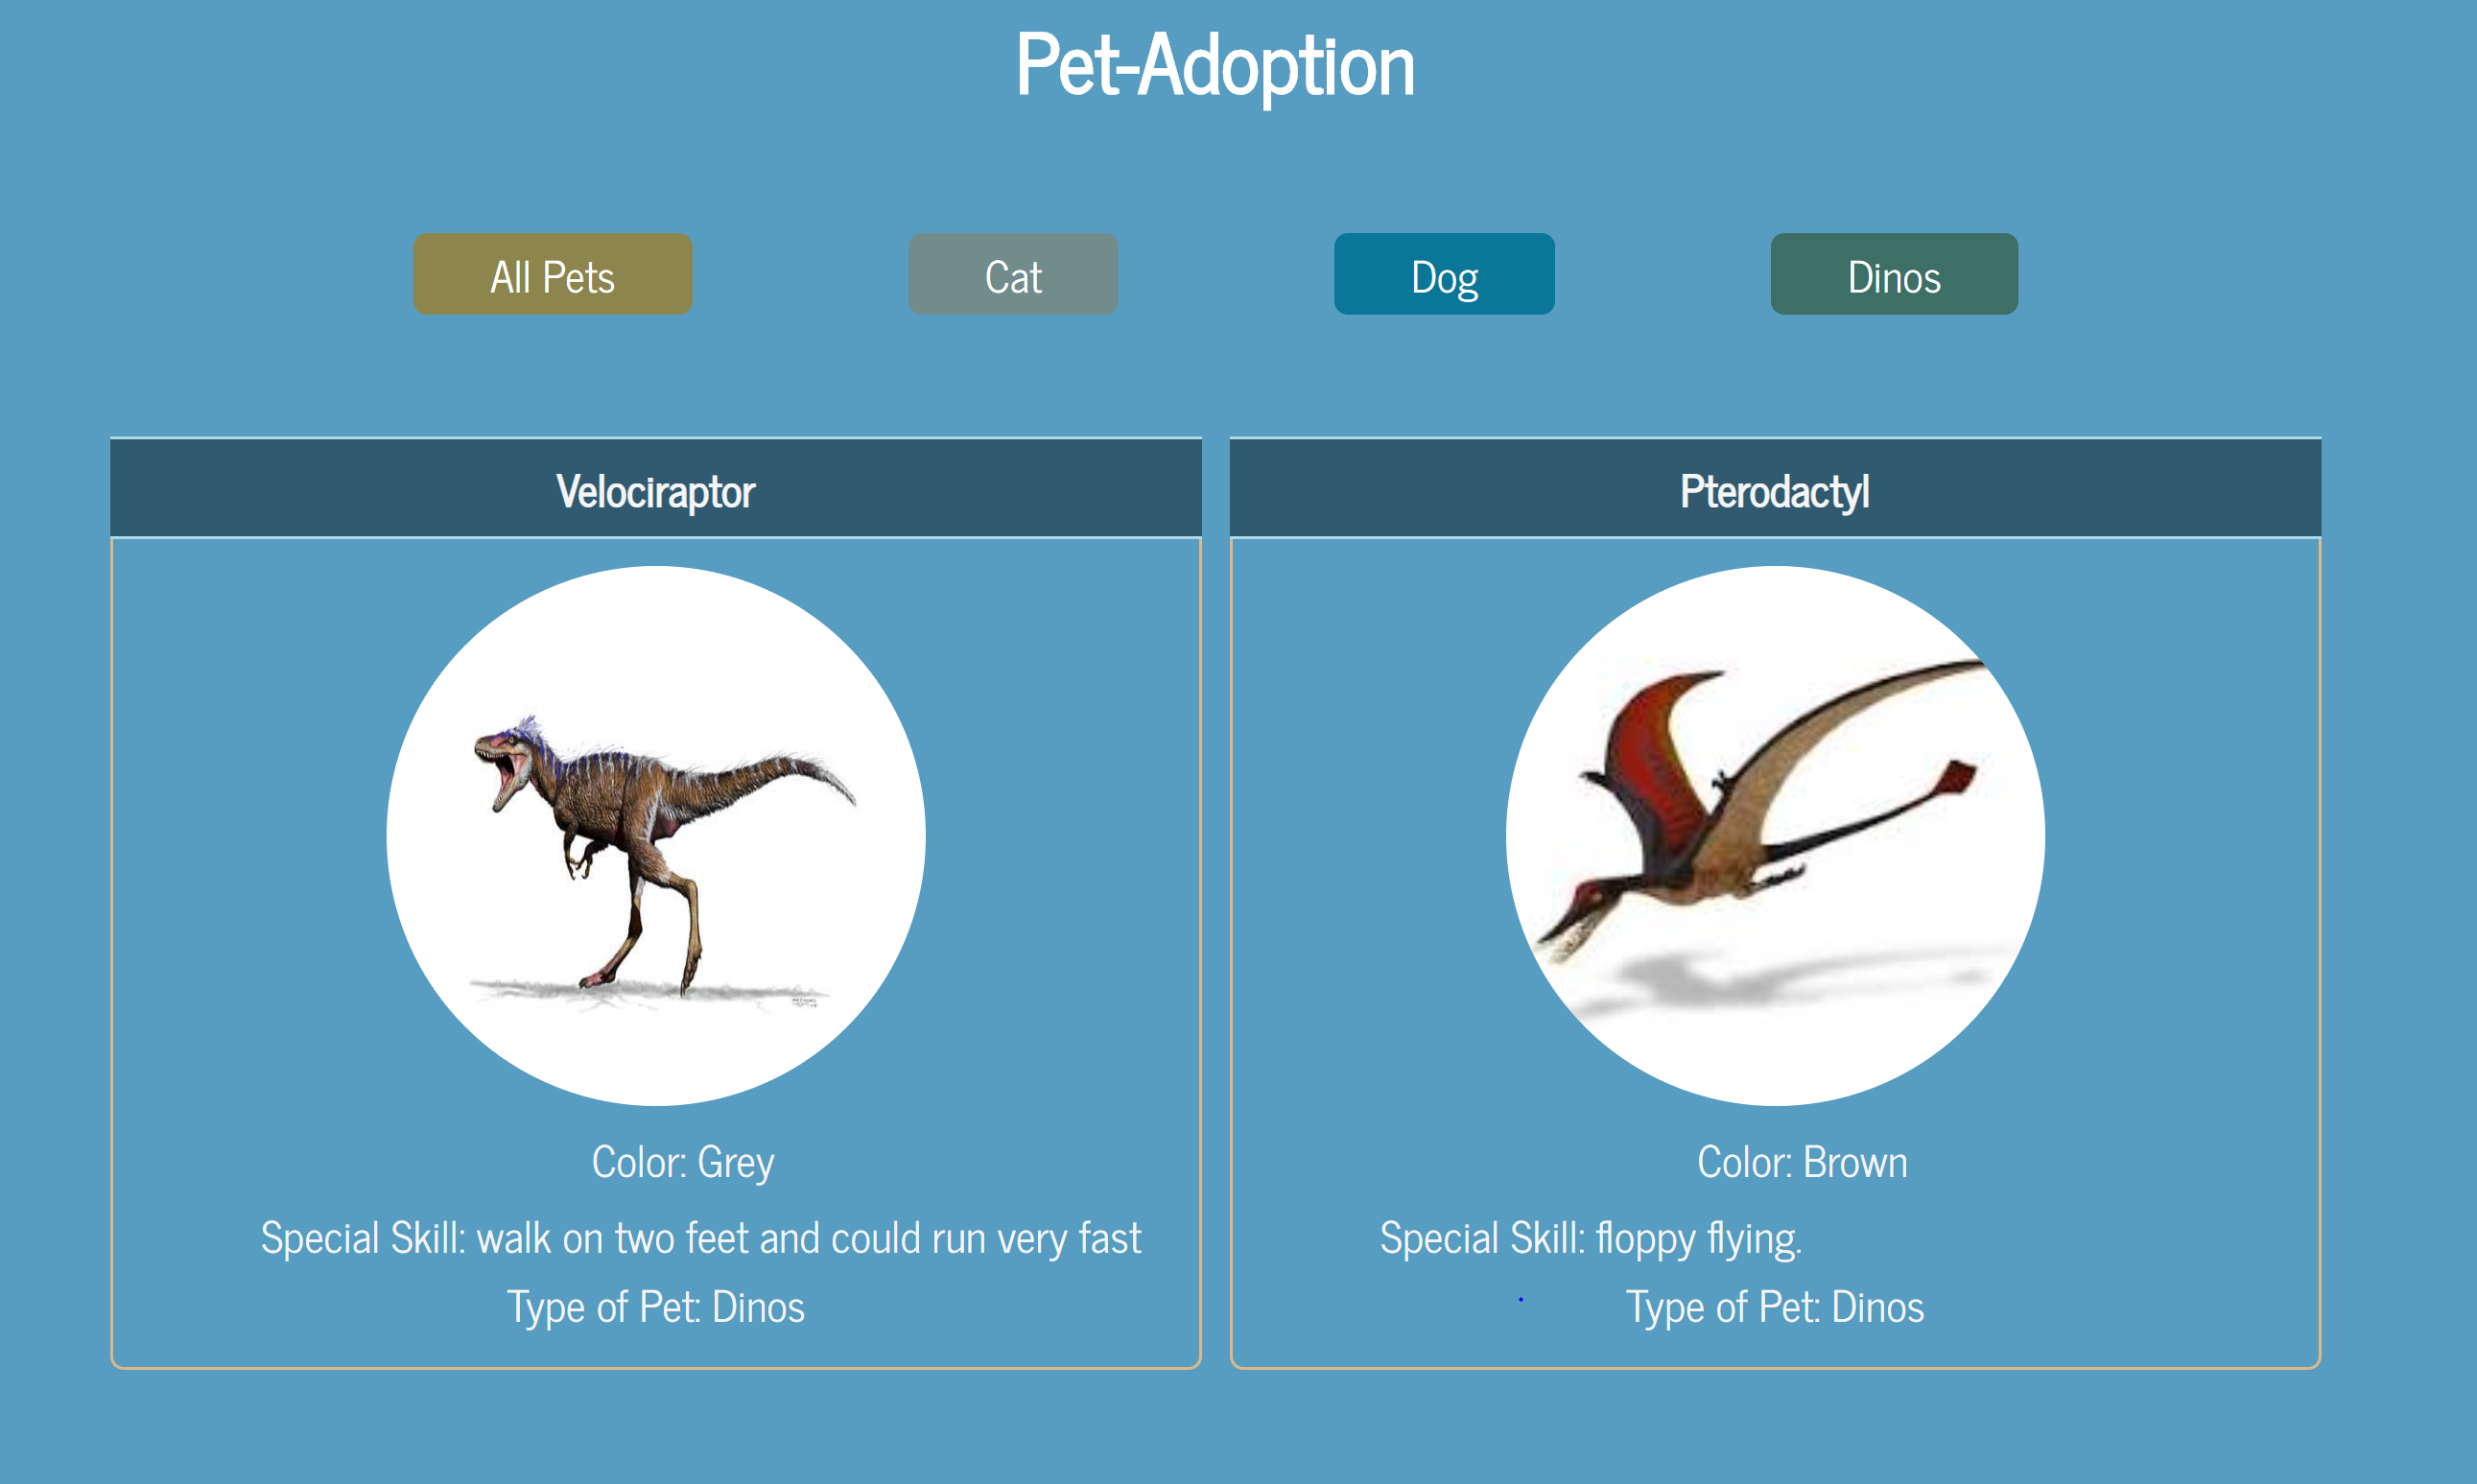 Pet-Adoption
All Pets
Cat
Dog
Dinos
Velociraptor
Color: Grey
Special Skill: walk on two feet and could run very fast
Type of Pet: Dinos
Pterodactyl
Color: Brown
Special Skill: floppy flying.
Type of Pet: Dinos